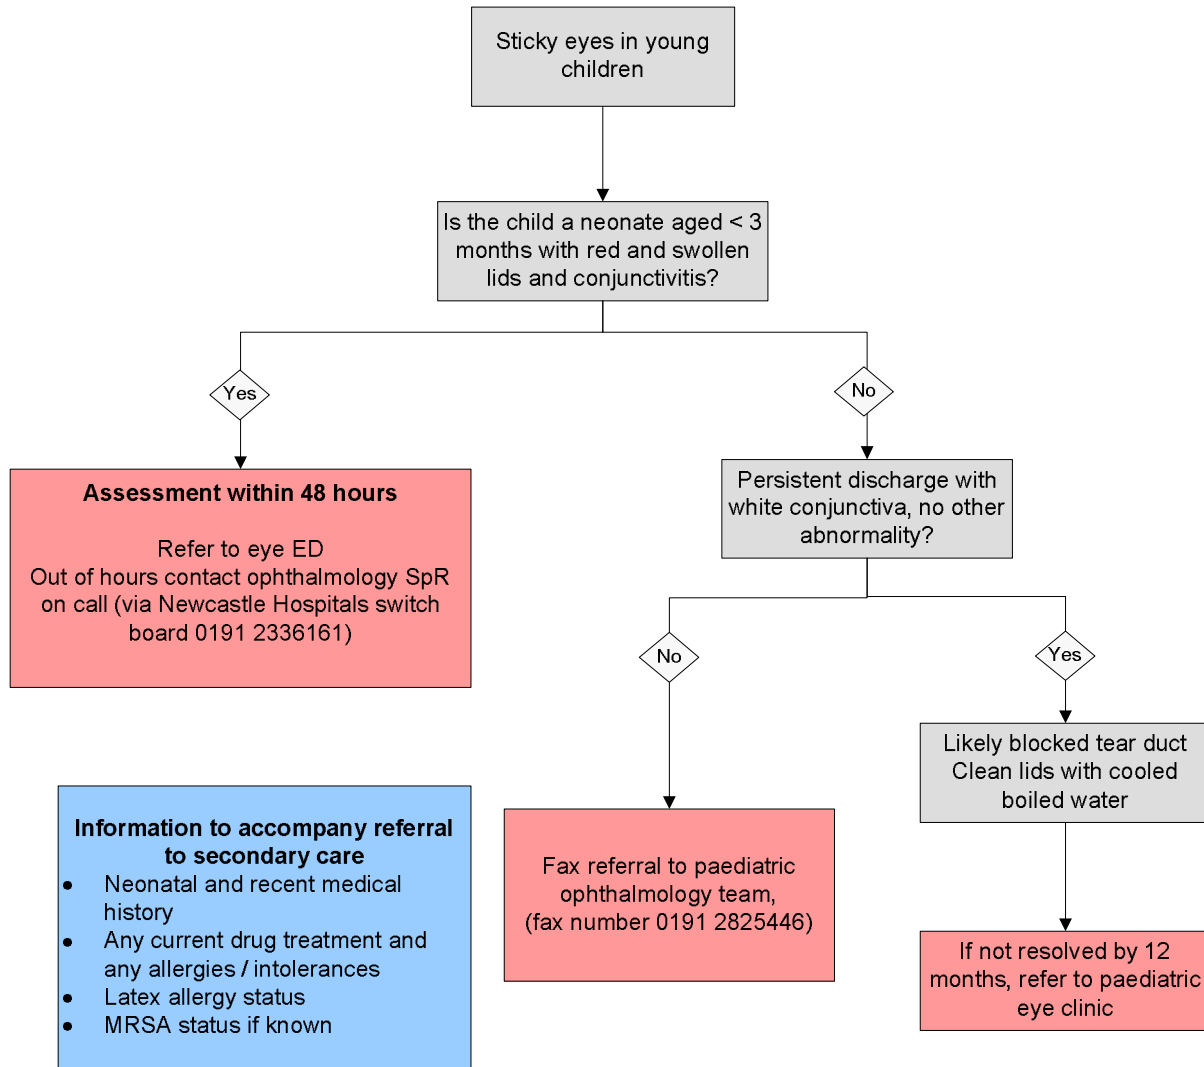 Sticky eyes in young
children
Is the child a neonate aged < 3
months with red and swollen
lids and conjunctivitis?
Yes
No
Assessment within 48 hours
Refer to eye ED
Out of hours contact ophthalmology SpR
on call (via Newcastle Hospitals switch
board 0191 2336161)
Persistent discharge with
white conjunctiva, no other
abnormality?
No
Yes
Likely blocked tear duct
Clean lids with cooled
boiled water
Information to accompany referral
to secondary care
• Neonatal and recent medical
history
• Any current drug treatment and
any allergies / intolerances
• Latex allergy status
• MRSA status if known
Fax referral to paediatric
ophthalmology team,
(fax number 0191 2825446)
If not resolved by 12
months, refer to paediatric
eye clinic